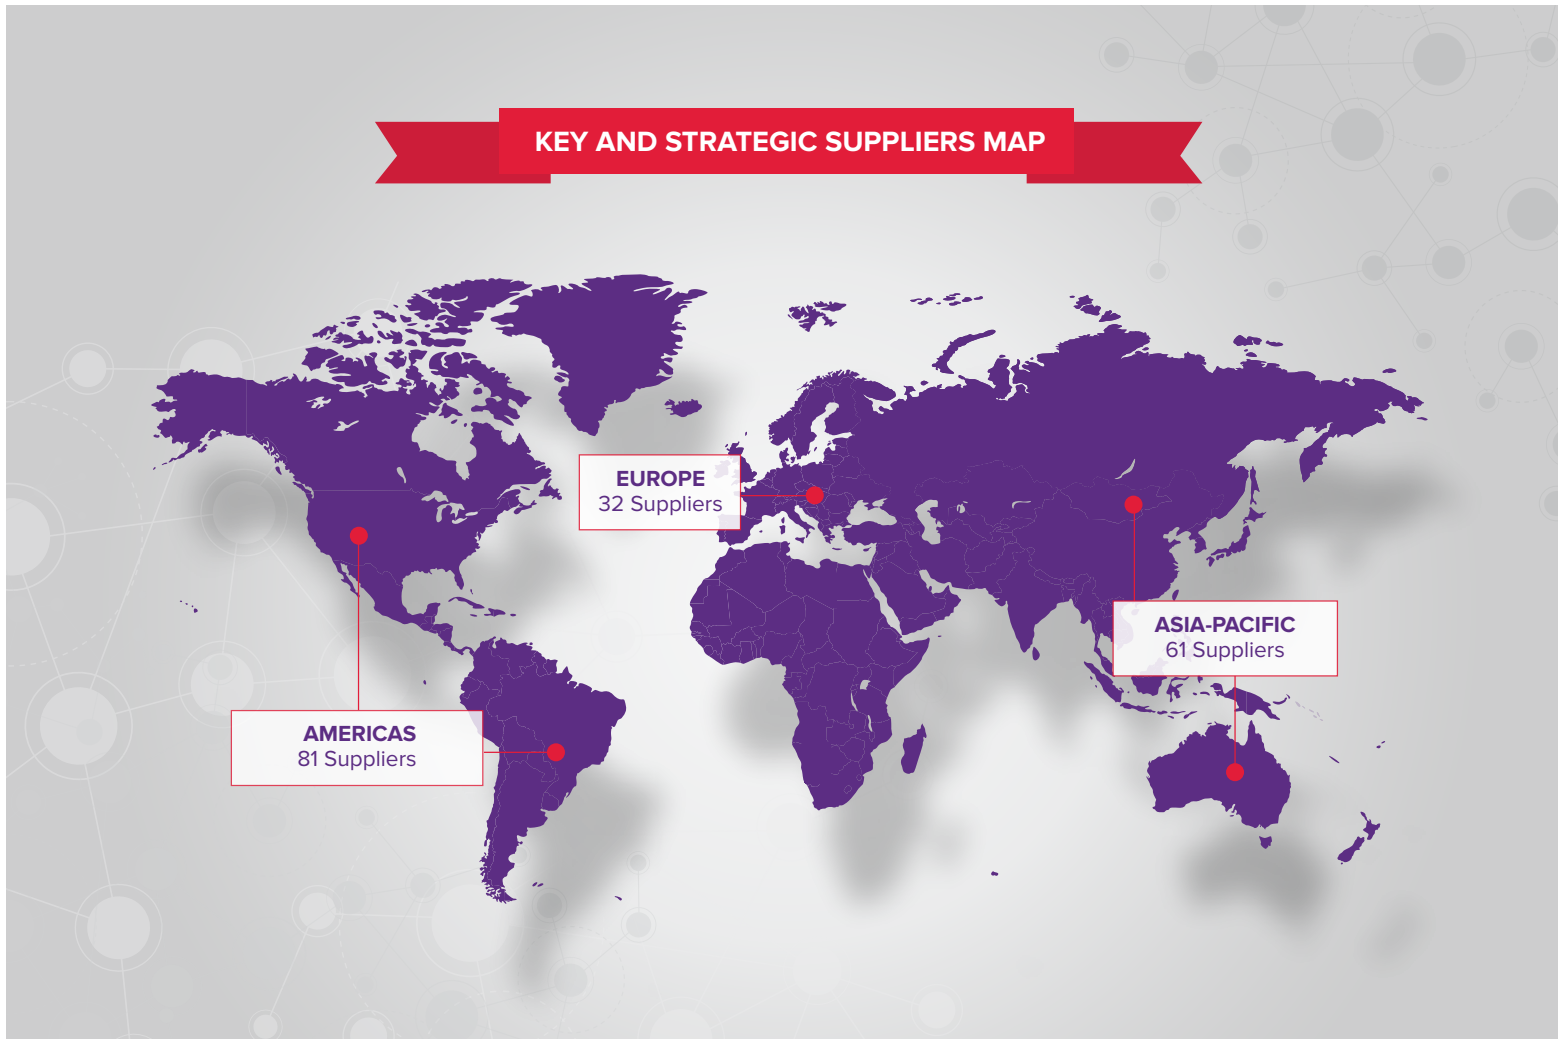 KEY AND STRATEGIC SUPPLIERS MAP
EUROPE
32 Suppliers
ASIA-PACIFIC
61 Suppliers
AMERICAS
81 Suppliers